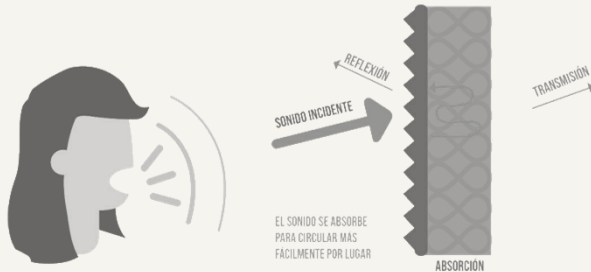 REFLEXIÓN
SONIDO INCIDENTE
TRANSMISIÓN
EL SONIDO SE ABSORBE
PARA CIRCULAR MÁS
FÁCILMENTE POR LUGAR
ABSORCIÓN